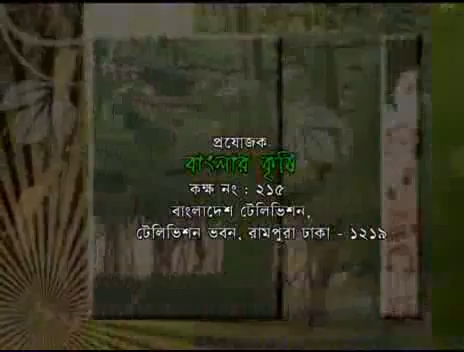 প্রযোজক
বাংলার কৃষি
কক্ষ নং : ২১৫
বাংলাদেশ টেলিভিশন,
টেলিভিশন ভবন, রামপুরা ঢাকা - ১২১৯